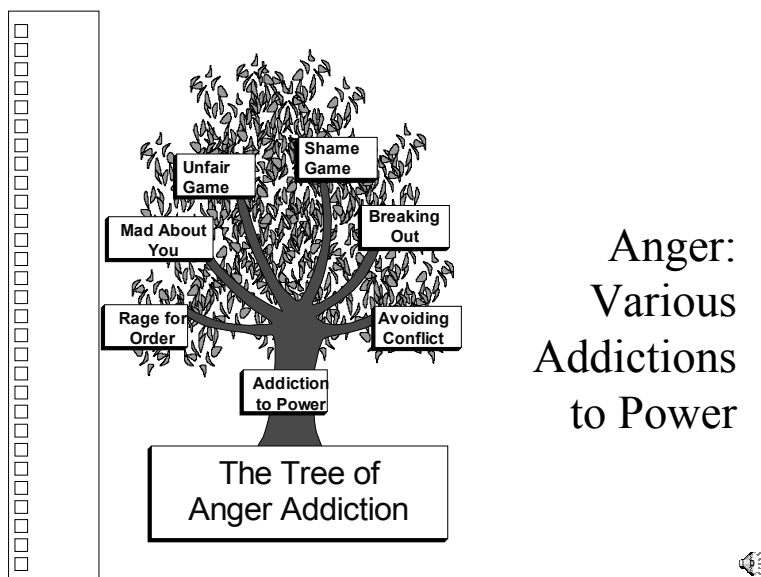 Unfair
Game
Shame
Game
Mad About
You
Breaking
Out
Rage for
Order
Avoiding
Conflict
Addiction
to Power
The Tree of
Anger Addiction
Anger:
Various
Addictions
to Power